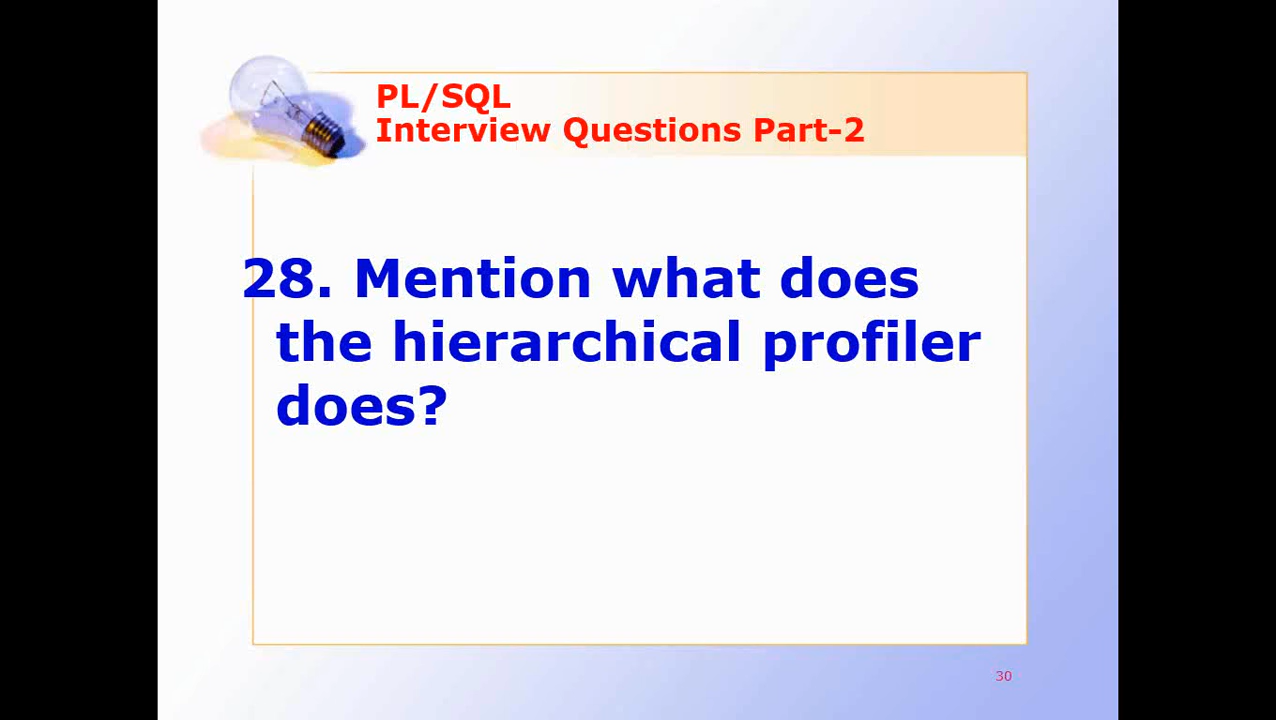 PL/SQL
Interview Questions Part-2
28. Mention what does
the hierarchical profiler
does?
30